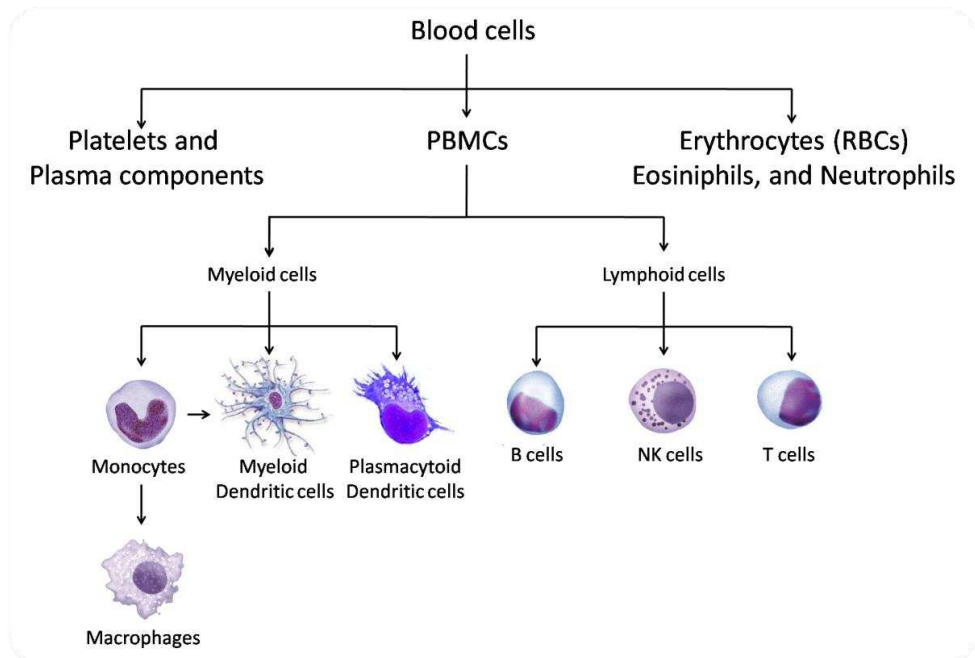 Blood cells
Platelets and
Plasma components
PBMCs
Erythrocytes (RBCs)
Eosiniphils, and Neutrophils
Myeloid cells
Lymphoid cells
Monocytes
Myeloid
Dendritic cells
Plasmacytoid
Dendritic cells
B cells
NK cells
T cells
Macrophages